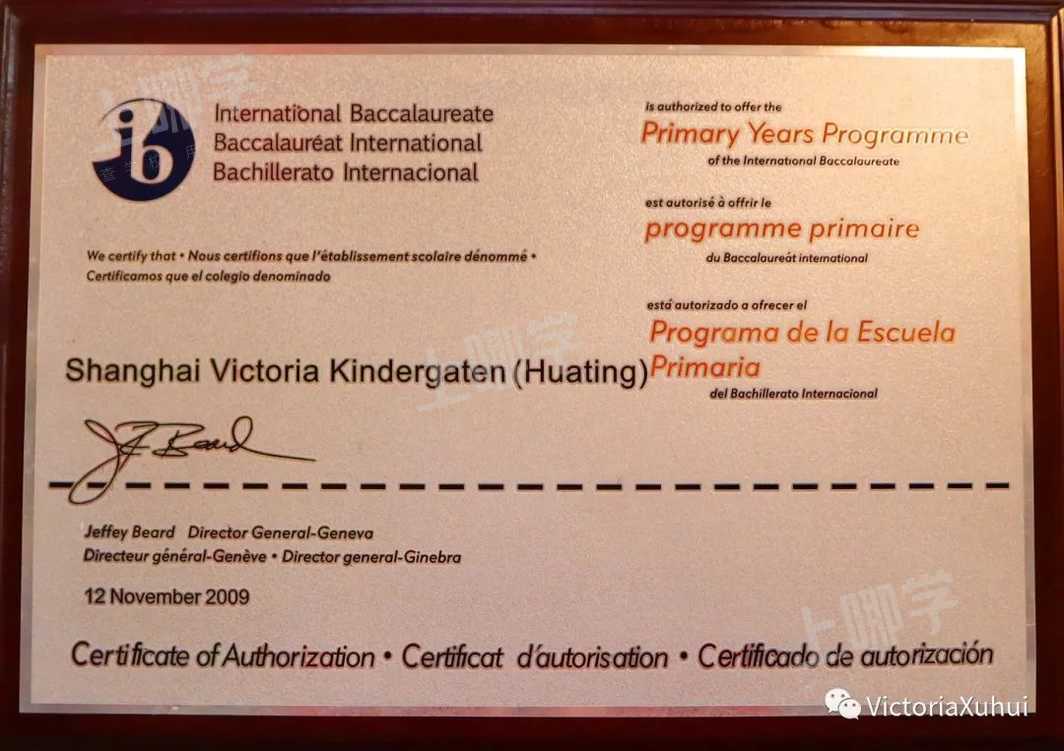 ib
International Baccalaureate
Baccalauréat International
Bachillerato Internacional
We certify that • Nous certifions que l'établissement scolaire dénommé •
Certificamos que el colegio denominado
is authorized to offer the
Primary Years Programme
of the International Baccalaureate
est autorisé à offrir le
programme primaire
du Baccalaureát international
está autorizado a ofrecer el
Programa de la Escuela
Primaria
del Bachillerato Internacional
Shanghai Victoria Kindergaten (Huating)
J R Beard
Jeffey Beard Director General-Geneva
Directeur général-Genève • Director general-Ginebra
12 November 2009
Certificate of Authorization • Certificat d'autorisation • Certificado de autorización
上哪学
上哪学
上哪学
VictoriaXuhui